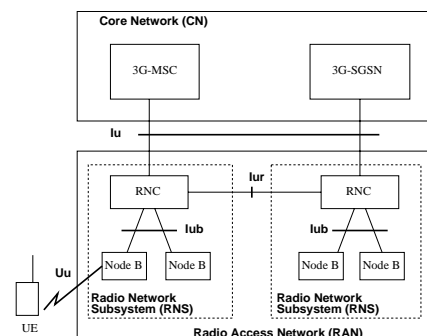 Core Network (CN)
3G-MSC
3G-SGSN
Iu
Iur
RNC
RNC
Iub
Iub
Uu
Node B
Node B
Node B
Node B
Radio Network
Subsystem (RNS)
Radio Network
Subsystem (RNS)
UE
Radio Access Network (RAN)